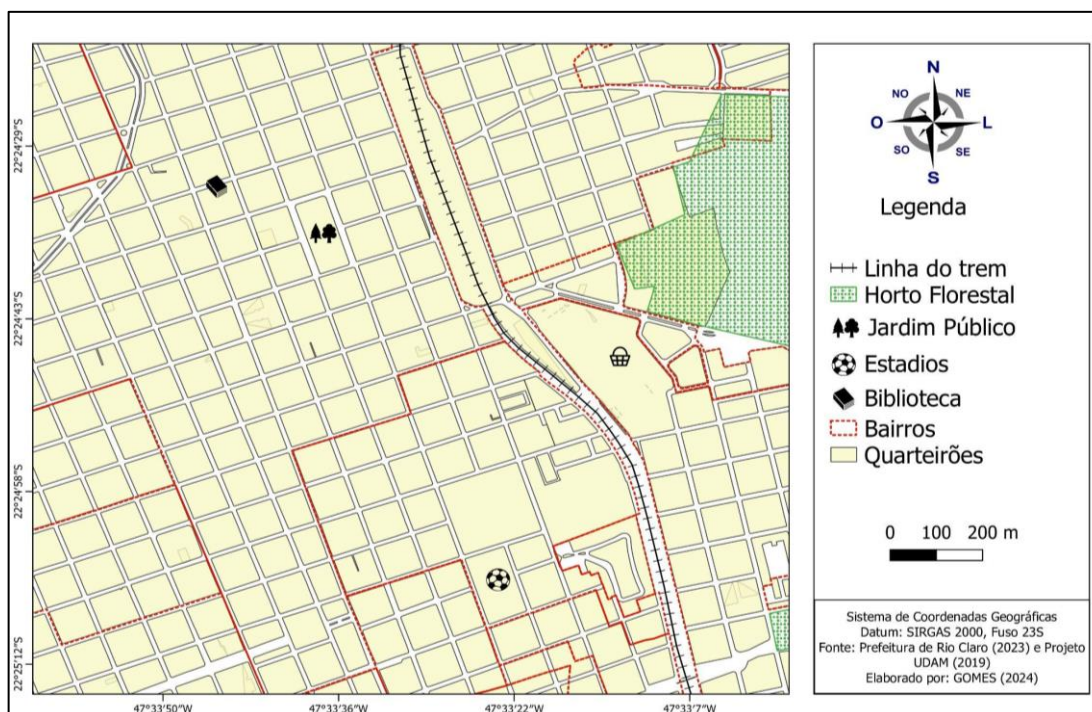 22°24'29"S
22°24'43"S
22°24'58"S
22°25'12"S
47°33'50"W
47°33'36"W
47°33'22"W
47°33'7"W
N
NO
NE
O
L
SO
SE
S
Legenda
Linha do trem
Horto Florestal
Jardim Público
Estadios
Biblioteca
Bairros
Quarteirões
0 100 200 m
Sistema de Coordenadas Geográficas
Datum: SIRGAS 2000, Fuso 23S
Fonte: Prefeitura de Rio Claro (2023) e Projeto
UDAM (2019)
Elaborado por: GOMES (2024)